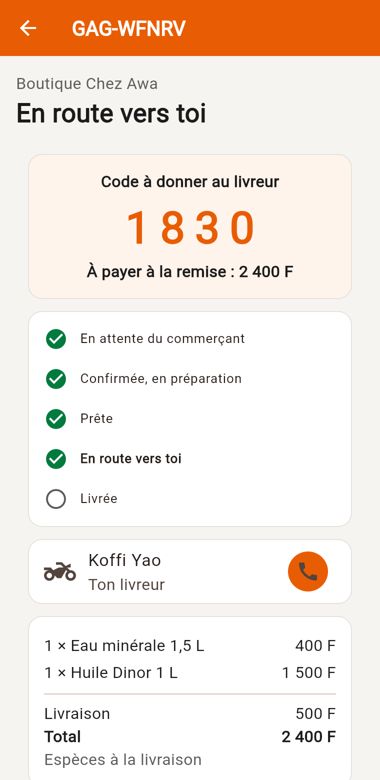 GAG-WFNRV
Boutique Chez Awa
En route vers toi
Code à donner au livreur
1830
À payer à la remise : 2 400 F
En attente du commerçant
Confirmée, en préparation
Prête
En route vers toi
Livrée
Koffi Yao
Ton livreur
1 × Eau minérale 1,5 L 400 F
1 × Huile Dinor 1 L 1 500 F
Livraison 500 F
Total 2 400 F
Espèces à la livraison